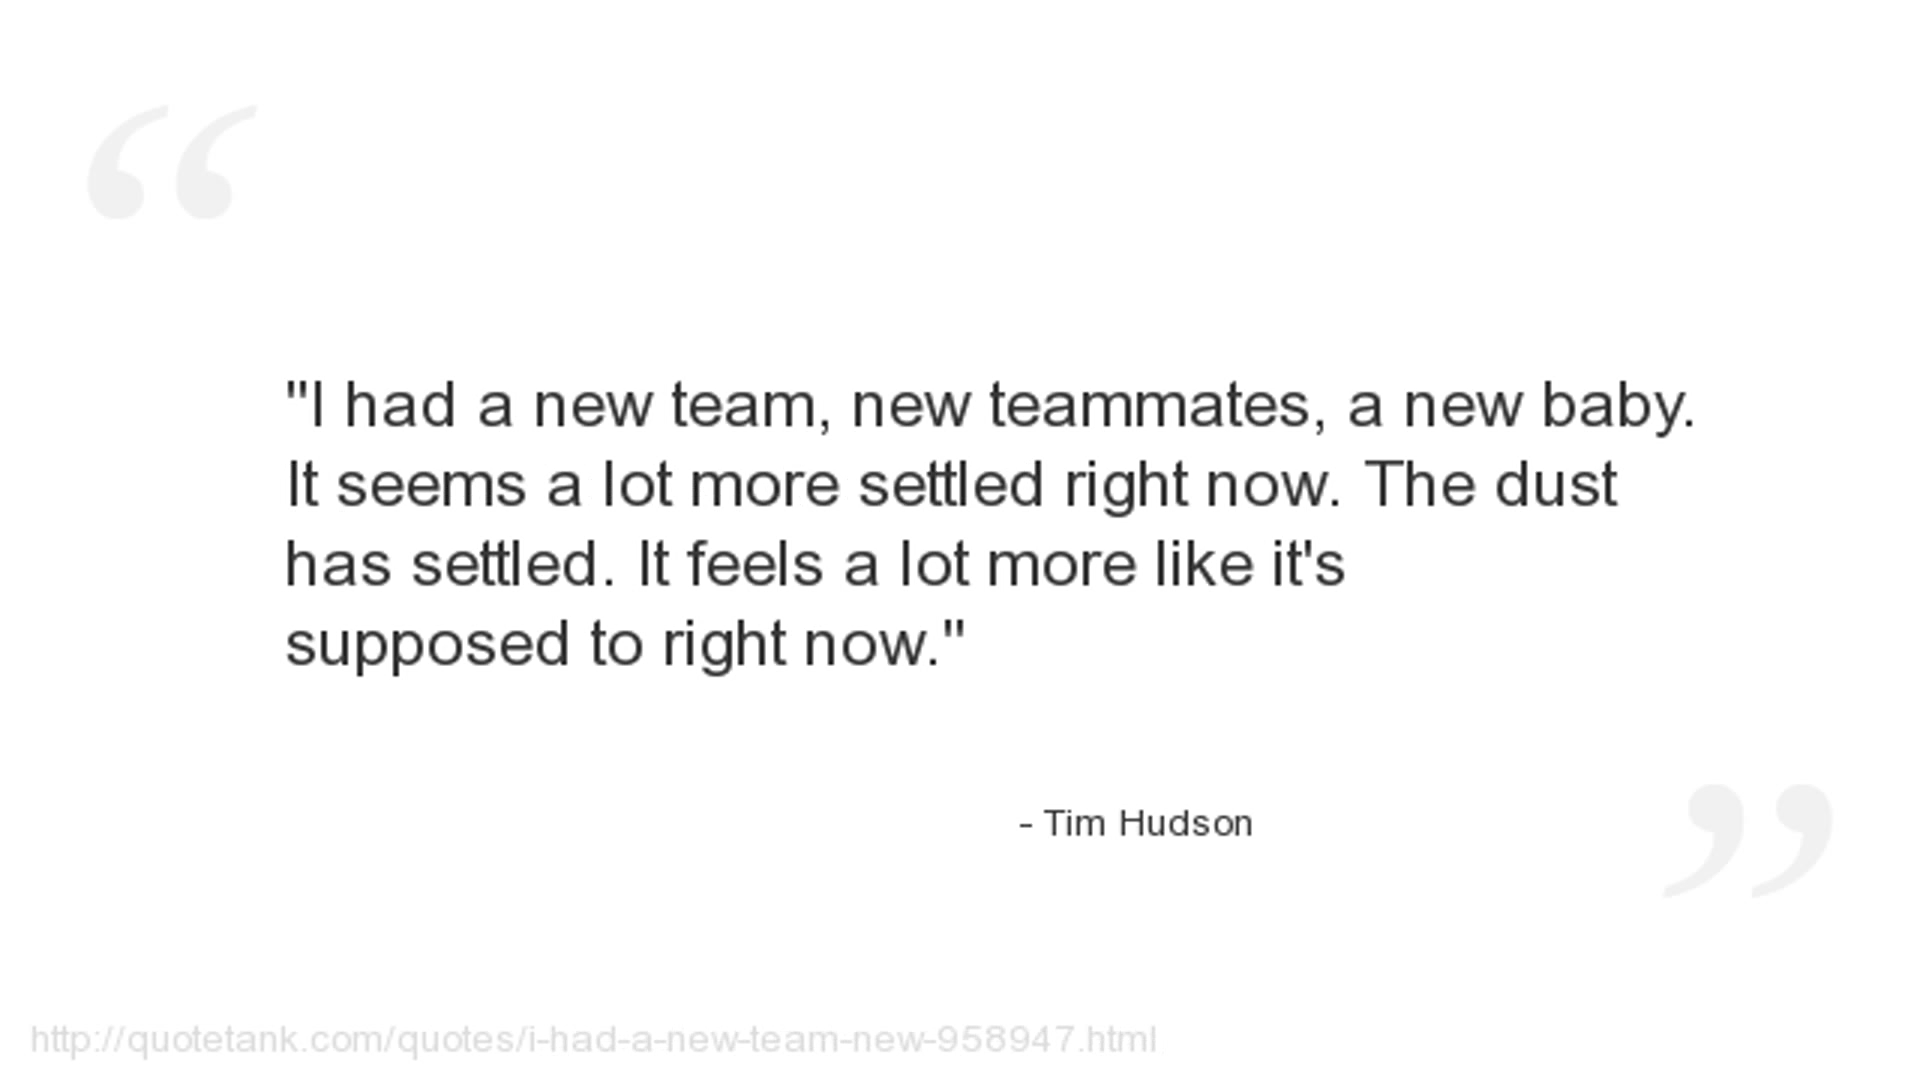 "I had a new team, new teammates, a new baby.
It seems a lot more settled right now. The dust
has settled. It feels a lot more like it's
supposed to right now."
- Tim Hudson
http://quotetank.com/quotes/i-had-a-new-team-new-958947.html